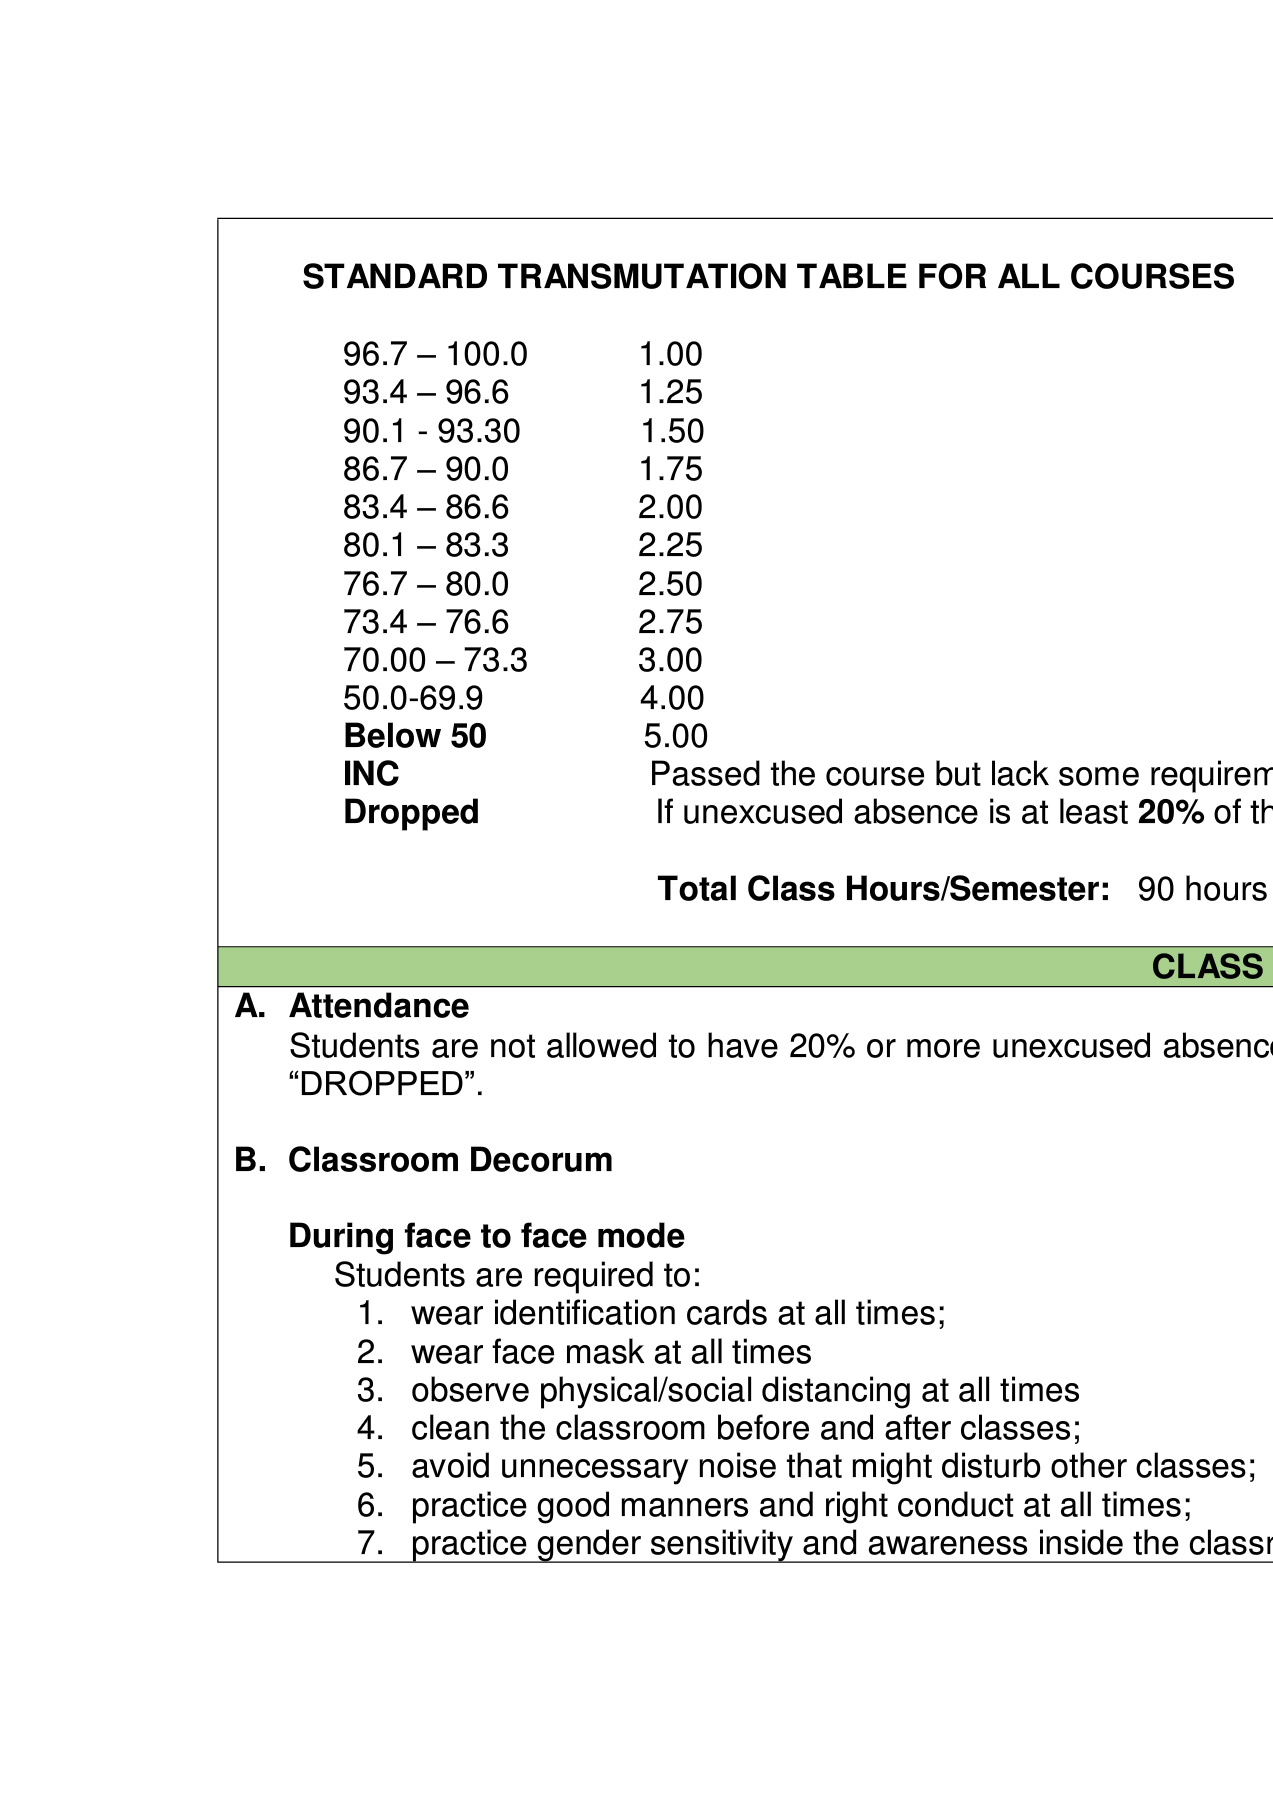 STANDARD TRANSMUTATION TABLE FOR ALL COURSES
96.7 – 100.0 1.00
93.4 – 96.6 1.25
90.1 - 93.30 1.50
86.7 – 90.0 1.75
83.4 – 86.6 2.00
80.1 – 83.3 2.25
76.7 – 80.0 2.50
73.4 – 76.6 2.75
70.00 – 73.3 3.00
50.0-69.9 4.00
Below 50 5.00
INC Passed the course but lack some
Dropped If unexcused absence is at least 20% of
Total Class Hours/Semester: 90 hours
CLASS
A. Attendance
Students are not allowed to have 20% or more unexcused
“DROPPED”.
B. Classroom Decorum
During face to face mode
Students are required to:
1. wear identification cards at all times;
2. wear face mask at all times
3. observe physical/social distancing at all times
4. clean the classroom before and after classes;
5. avoid unnecessary noise that might disturb other classes;
6. practice good manners and right conduct at all times;
7. practice gender sensitivity and awareness inside the